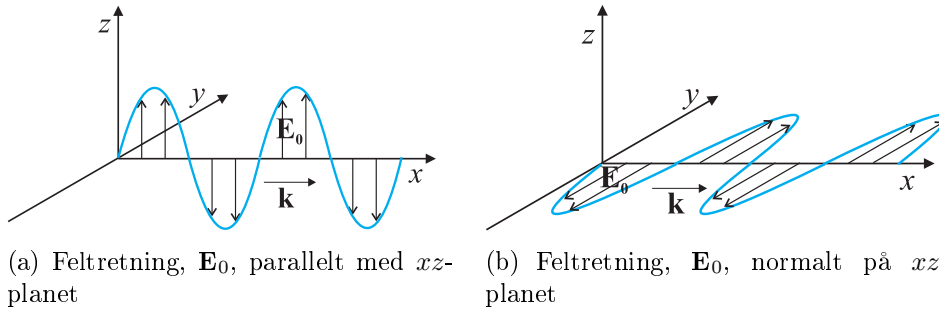 z
y
E₀
x
k
z
y
E₀
x
k
(a) Feltretning, E₀, parallelt med xz-
planet
(b) Feltretning, E₀, normalt på xz
planet